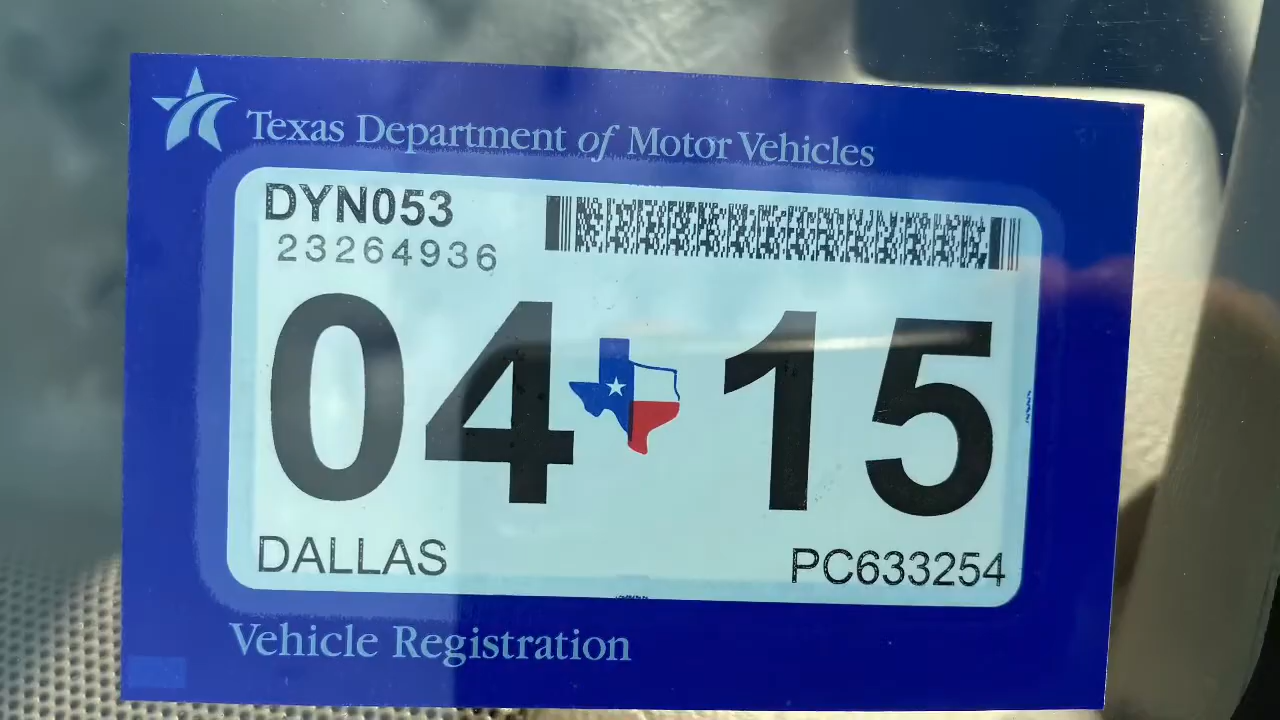 Texas Department of Motor Vehicles
DYN053
23264936
04 15
DALLAS PC633254
Vehicle Registration